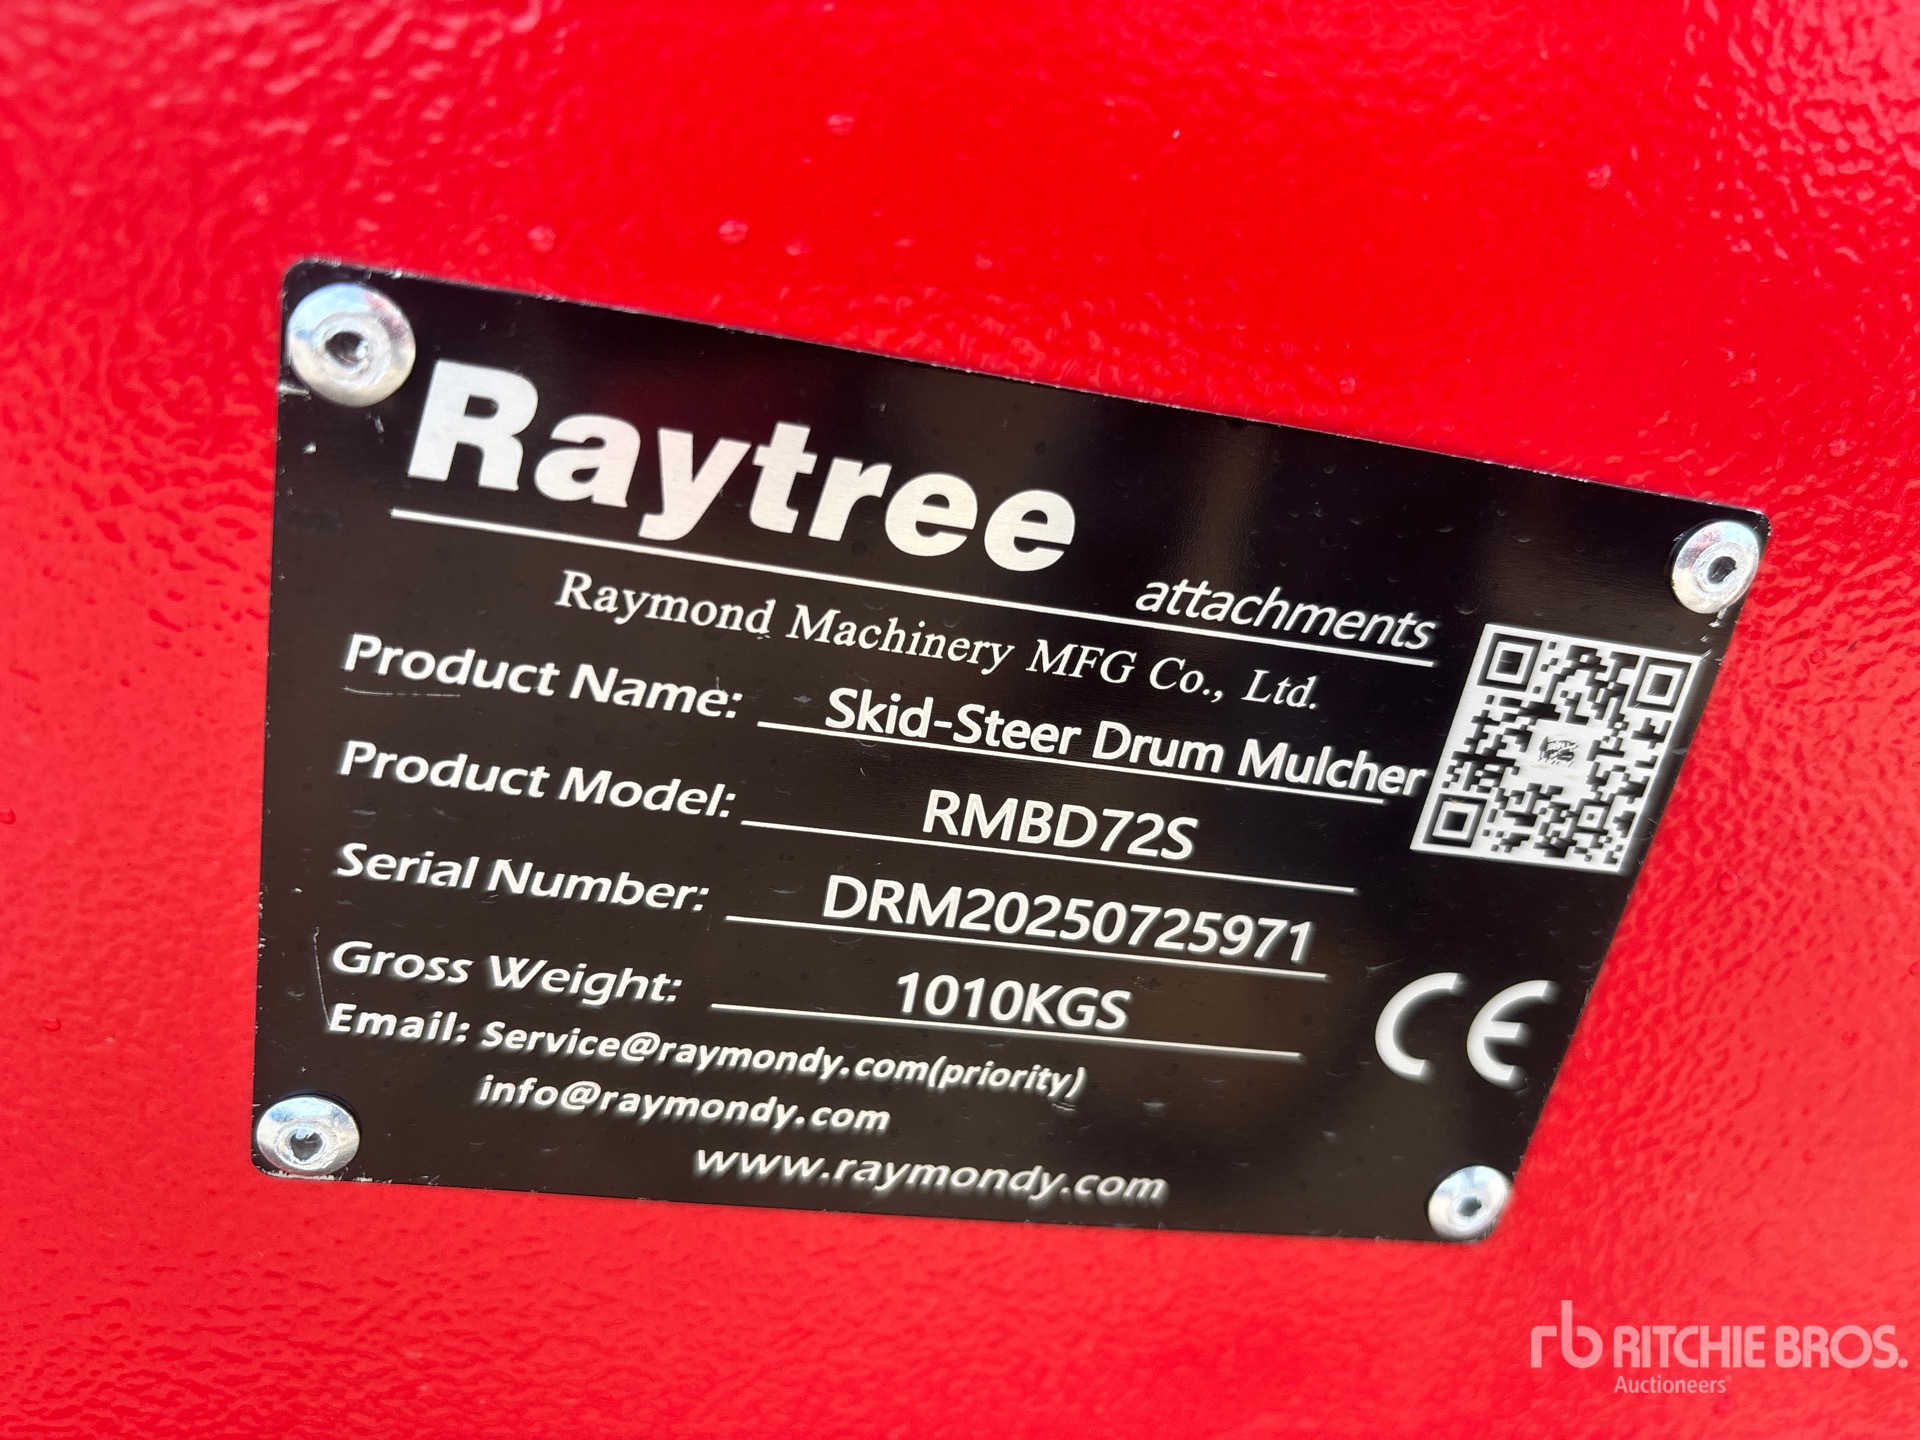 Raytree
attachments
Raymond Machinery MFG Co., Ltd.
Product Name: Skid-Steer Drum Mulcher
Product Model: RMBD72S
Serial Number: DRM20250725971
Gross Weight: 1010KGS
Email: Service@raymondy.com(priority)
info@raymondy.com
www.raymondy.com
CE
rb RITCHIE BROS.
Auctioneers